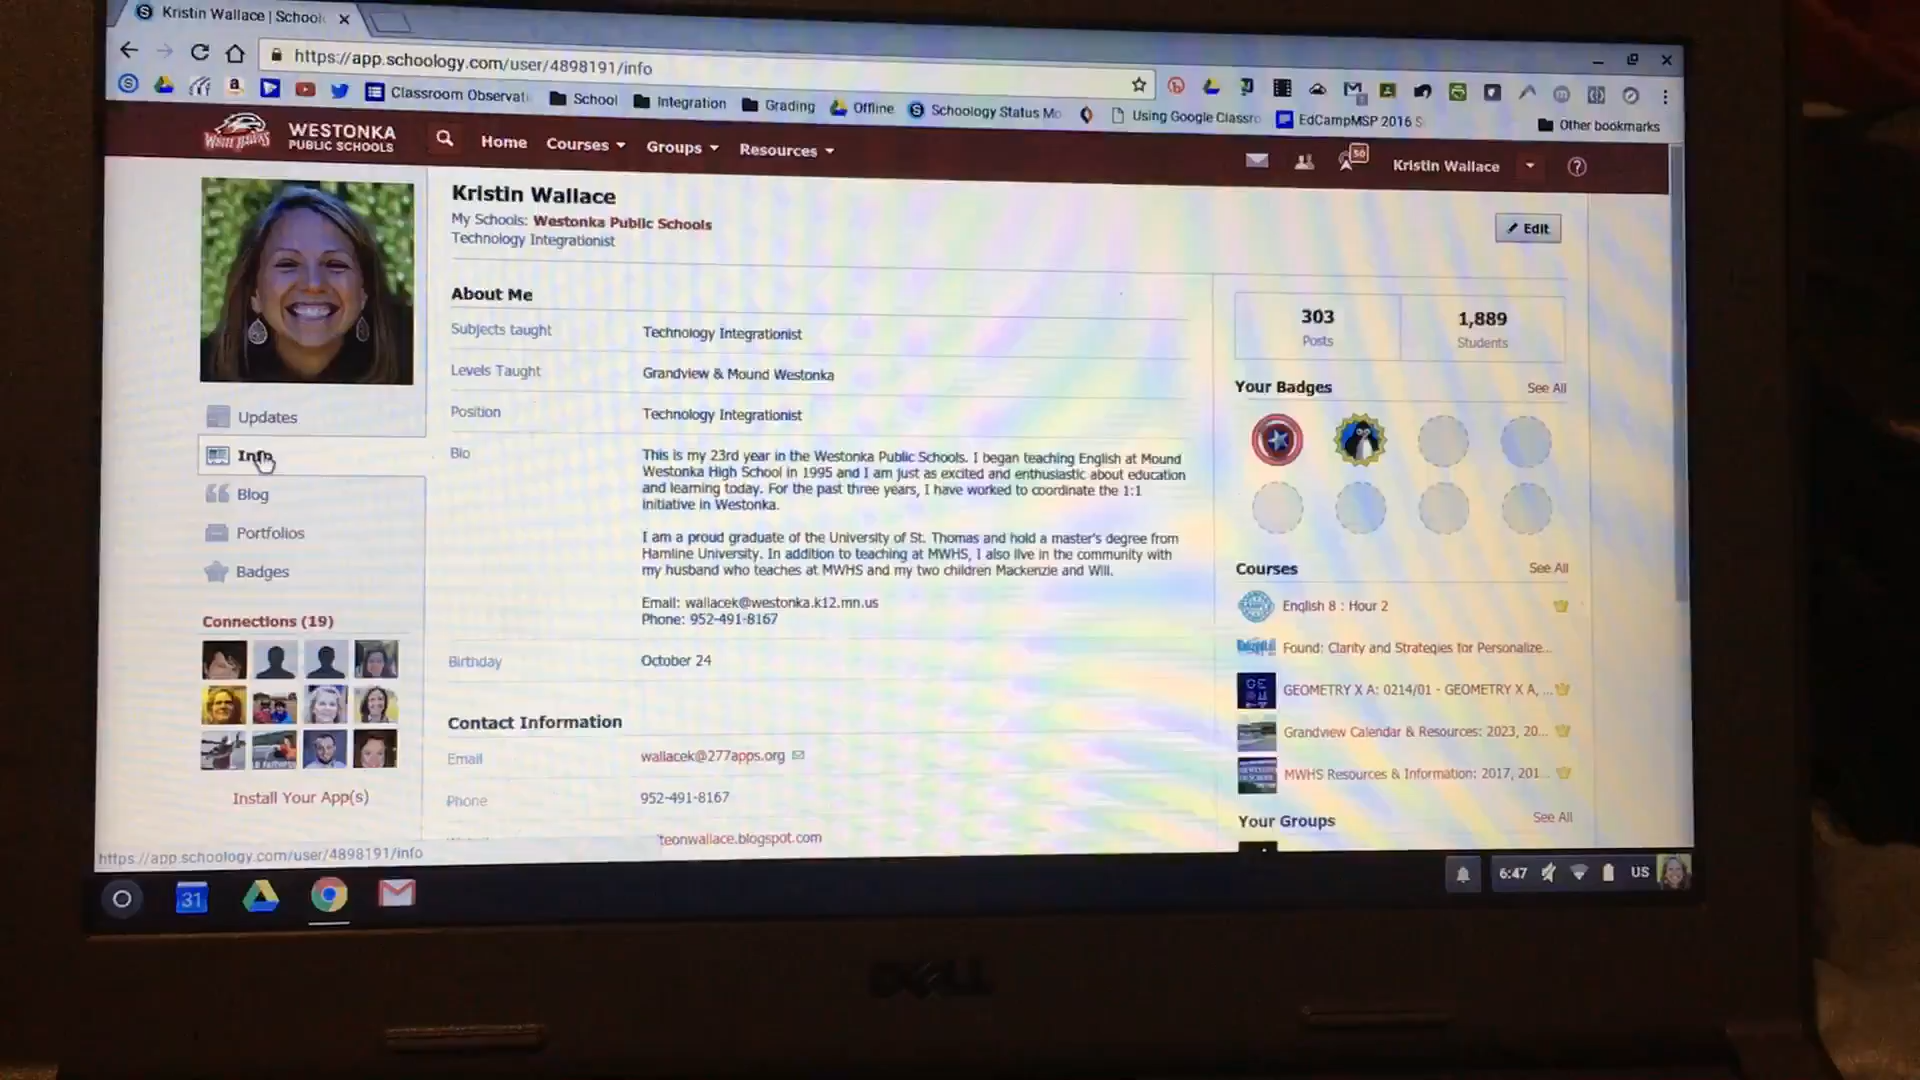 Kristin Wallace | School
https://app.schoology.com/user/4898191/info
Classroom Observati
School
Integration
Grading
Offline
Schoology Status Mo
Using Google Classro
EdCampMSP 2016 S
Other bookmarks
WESTONKA
PUBLIC SCHOOLS
Home
Courses
Groups
Resources
50
Kristin Wallace
Kristin Wallace
My Schools: Westonka Public Schools
Technology Integrationist
Edit
Updates
Info
Blog
Portfolios
Badges
Connections (19)
Install Your App(s)
About Me
Subjects taught Technology Integrationist
Levels Taught Grandview & Mound Westonka
Position Technology Integrationist
Bio This is my 23rd year in the Westonka Public Schools. I began teaching English at Mound
Westonka High School in 1995 and I am just as excited and enthusiastic about education
and learning today. For the past three years, I have worked to coordinate the 1:1
initiative in Westonka.
I am a proud graduate of the University of St. Thomas and hold a master's degree from
Hamline University. In addition to teaching at MWHS, I also live in the community with
my husband who teaches at MWHS and my two children Mackenzie and Will.
Email: wallacek@westonka.k12.mn.us
Phone: 952-491-8167
Birthday October 24
Contact Information
Email wallacek@277apps.org
Phone 952-491-8167
teonwallace.blogspot.com
303
Posts
1,889
Students
Your Badges See All
Courses See All
English 8 : Hour 2
Found: Clarity and Strategies for Personalize...
GEOMETRY X A: 0214/01 - GEOMETRY X A, ...
Grandview Calendar & Resources: 2023, 20...
MWHS Resources & Information: 2017, 201...
Your Groups See All
https://app.schoology.com/user/4898191/info
31
6:47
US
DELL